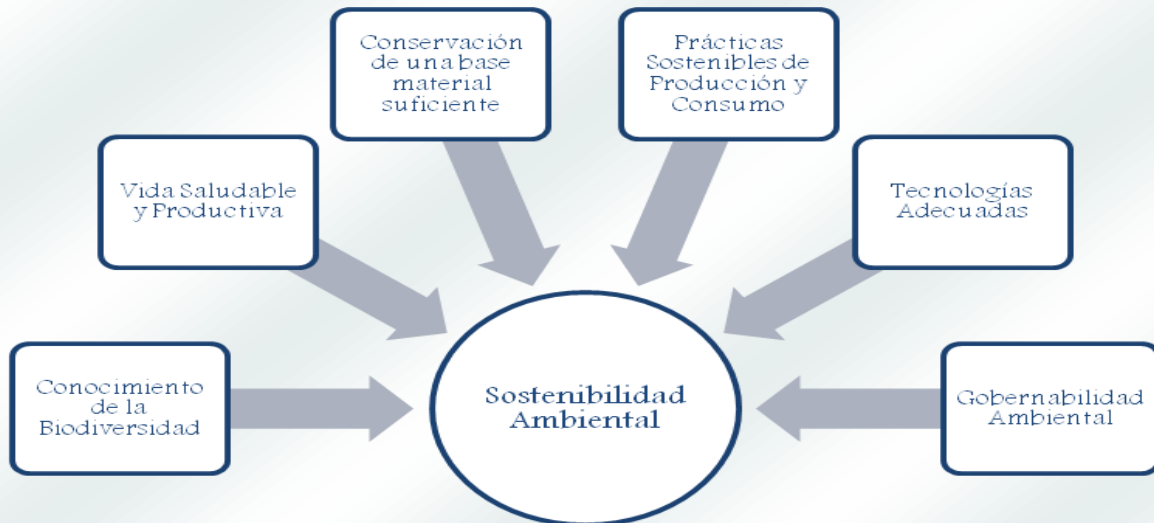 Conservación
de una base
material
suficiente
Prácticas
Sostenibles de
Producción y
Consumo
Vida Saludable
y Productiva
Tecnologías
Adecuadas
Conocimiento
de la
Biodiversidad
Sostenibilidad
Ambiental
Gobernabilidad
Ambiental